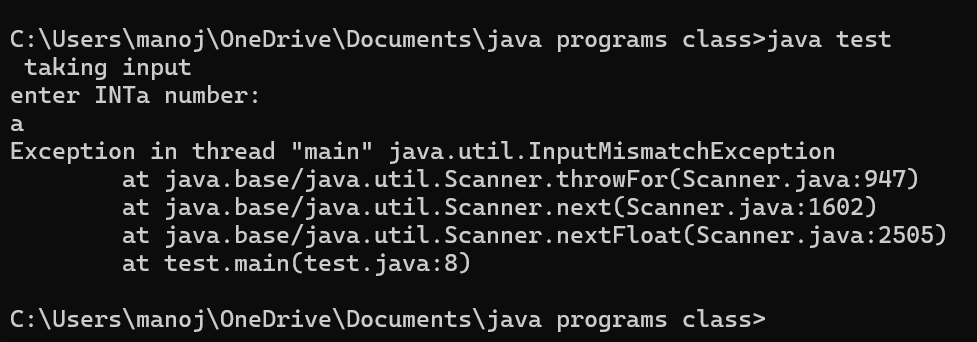 C:\Users\manoj\OneDrive\Documents\java programs class>java test
 taking input
enter INTa number:
a
Exception in thread "main" java.util.InputMismatchException
        at java.base/java.util.Scanner.throwFor(Scanner.java:947)
        at java.base/java.util.Scanner.next(Scanner.java:1602)
        at java.base/java.util.Scanner.nextFloat(Scanner.java:2505)
        at test.main(test.java:8)
C:\Users\manoj\OneDrive\Documents\java programs class>